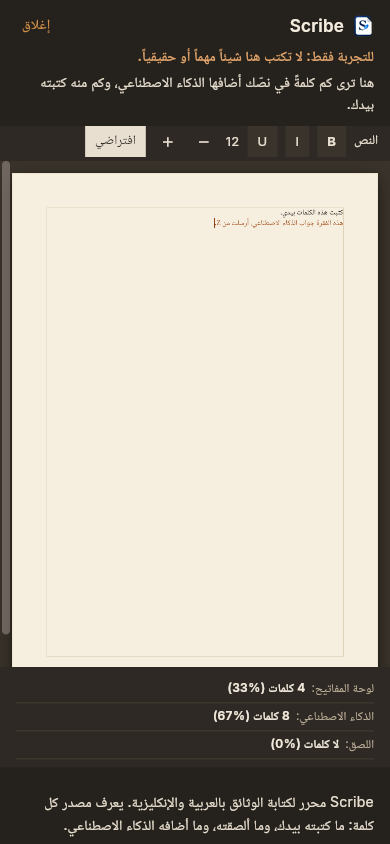 Scribe
إغلاق
للتجربة فقط: لا تكتب هنا شيئاً مهماً أو حقيقياً.
هنا ترى كم كلمةً في نصّك أضافها الذكاء الاصطناعي، وكم منه كتبته
بيدك.
النص B I U 12 − + افتراضي
كتبت هذه الكلمات بيدي.
هذه الفقرة جواب الذكاء الاصطناعي، أرسلت من Z.
لوحة المفاتيح: 4 كلمات (33%)
الذكاء الاصطناعي: 8 كلمات (67%)
اللصق: لا كلمات (0%)
Scribe محرر لكتابة الوثائق بالعربية والإنكليزية. يعرف مصدر كل
كلمة: ما كتبته بيدك، وما ألصقته، وما أضافه الذكاء الاصطناعي.